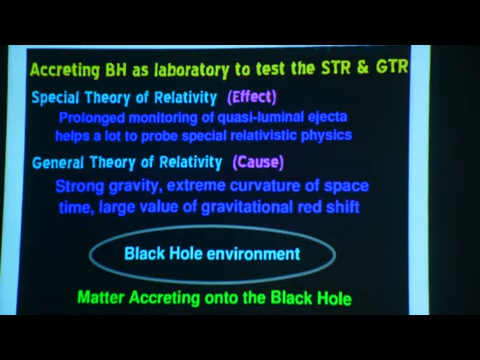 Accreting BH as laboratory to test the STR & GTR
Special Theory of Relativity (Effect)
Prolonged monitoring of quasi-luminal ejecta
helps a lot to probe special relativistic physics
General Theory of Relativity (Cause)
Strong gravity, extreme curvature of space
time, large value of gravitational red shift
Black Hole environment
Matter Accreting onto the Black Hole